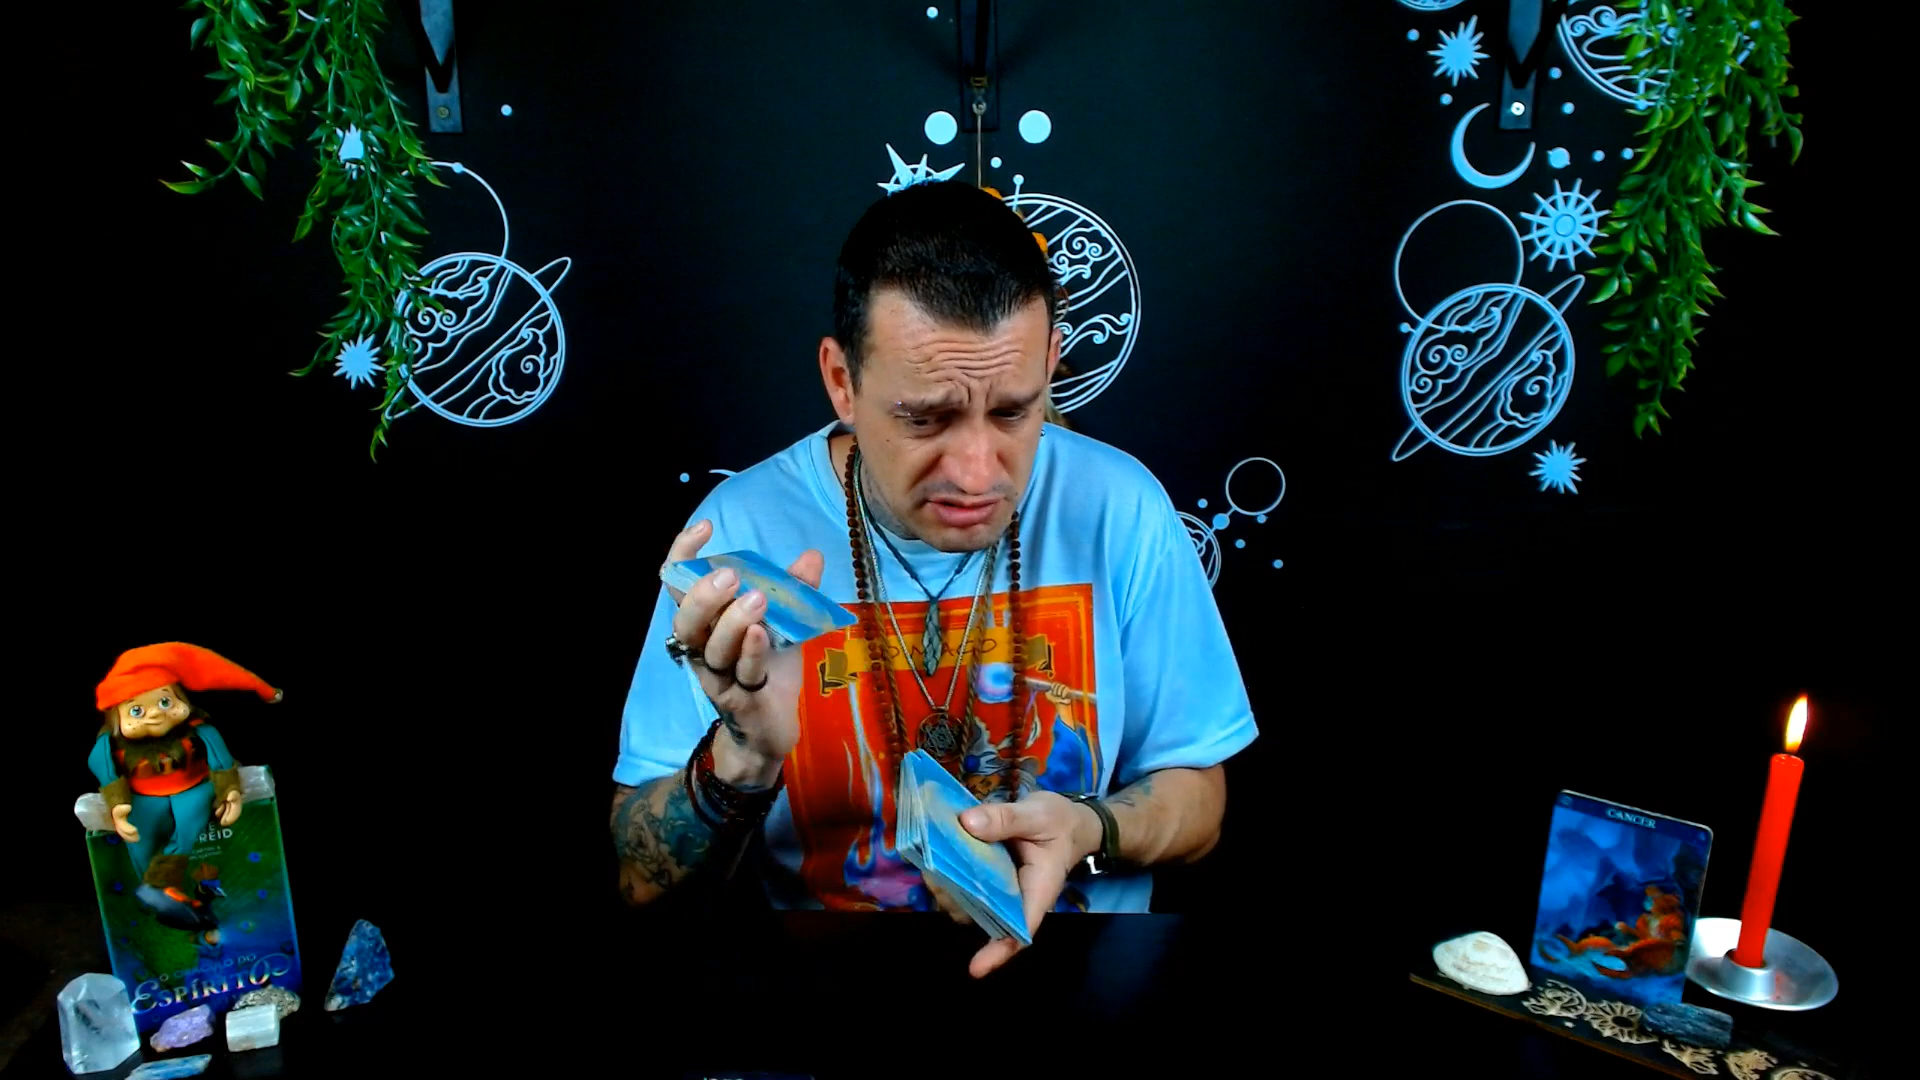 O MAGO
REID
O ORÁCULO DO
ESPÍRITO
CANCER